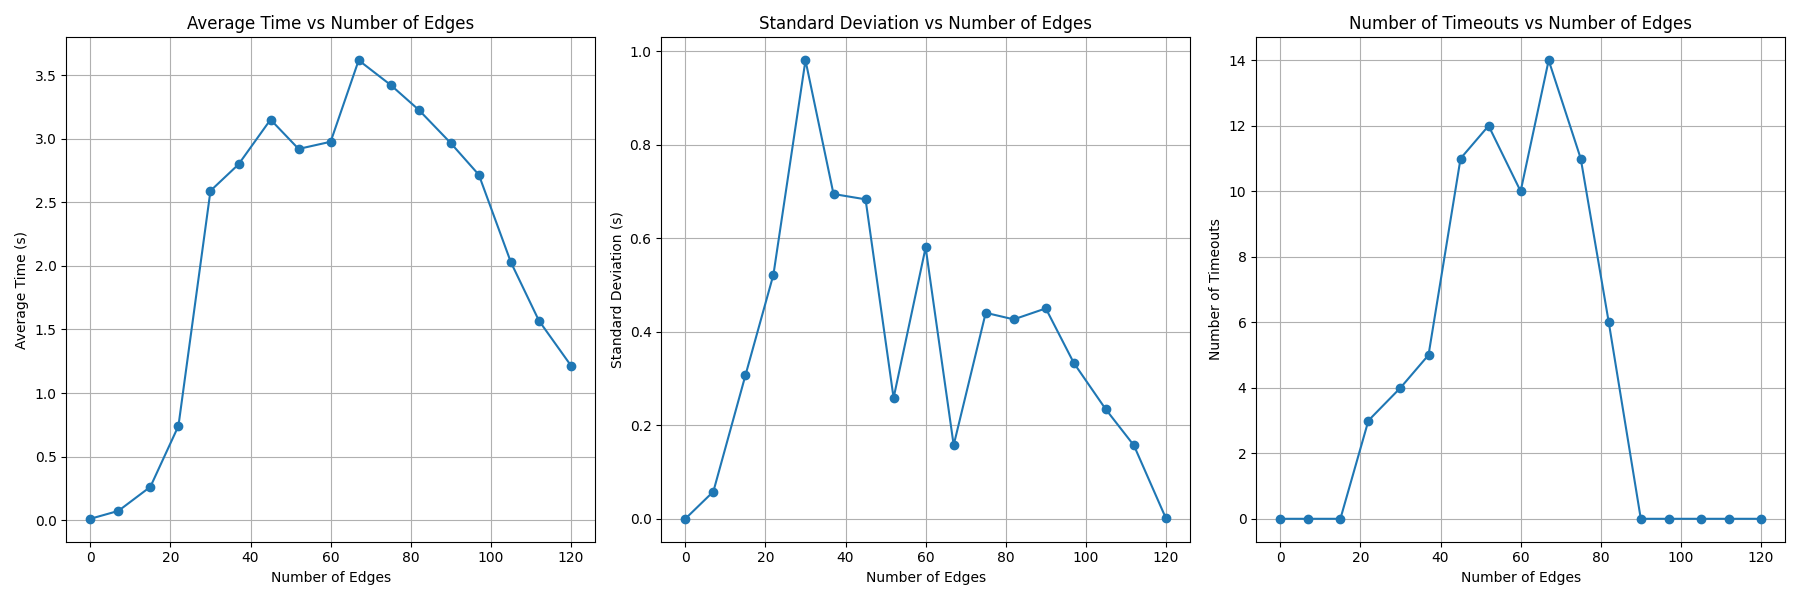 Average Time vs Number of Edges
Average Time (s)
3.5
3.0
2.5
2.0
1.5
1.0
0.5
0.0
0 20 40 60 80 100 120
Number of Edges
Standard Deviation vs Number of Edges
Standard Deviation (s)
1.0
0.8
0.6
0.4
0.2
0.0
0 20 40 60 80 100 120
Number of Edges
Number of Timeouts vs Number of Edges
Number of Timeouts
14
12
10
8
6
4
2
0
0 20 40 60 80 100 120
Number of Edges